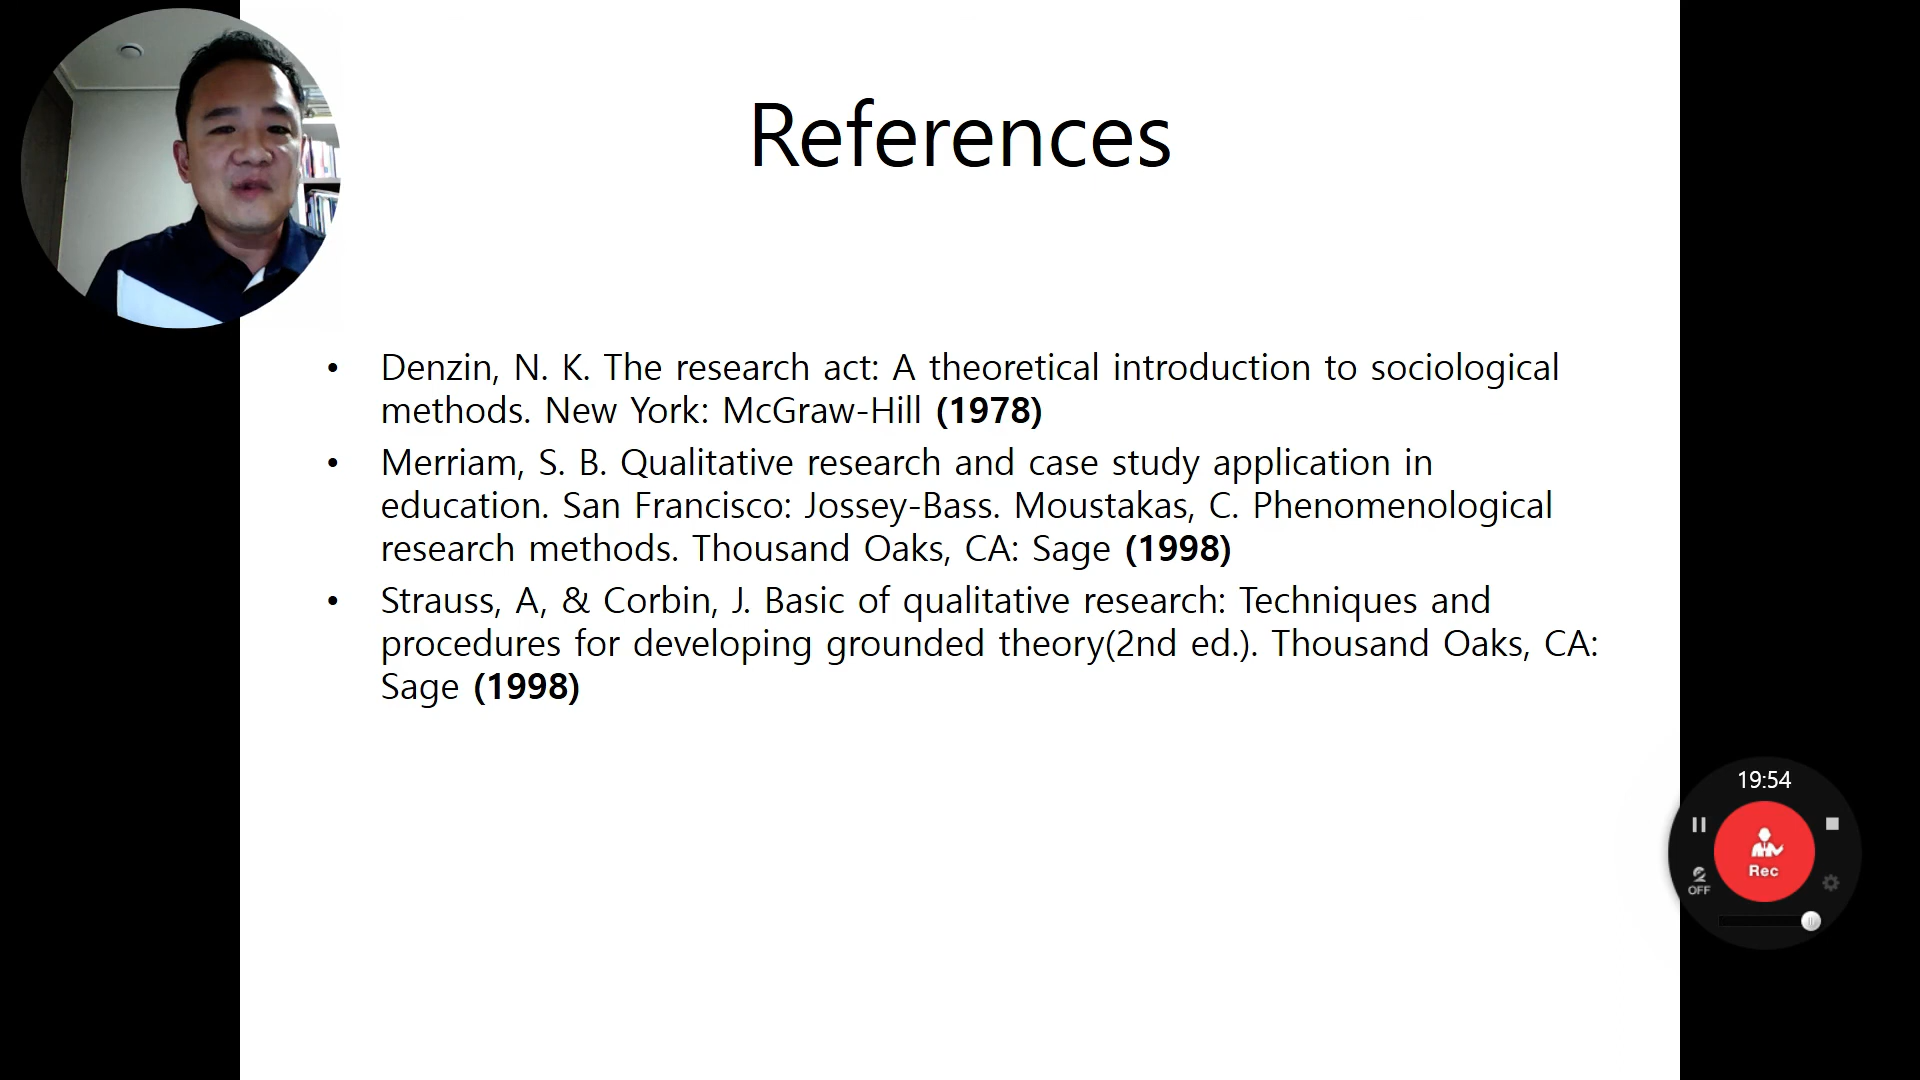 References
• Denzin, N. K. The research act: A theoretical introduction to sociological
methods. New York: McGraw-Hill (1978)
• Merriam, S. B. Qualitative research and case study application in
education. San Francisco: Jossey-Bass. Moustakas, C. Phenomenological
research methods. Thousand Oaks, CA: Sage (1998)
• Strauss, A, & Corbin, J. Basic of qualitative research: Techniques and
procedures for developing grounded theory(2nd ed.). Thousand Oaks, CA:
Sage (1998)
19:54
Rec
OFF